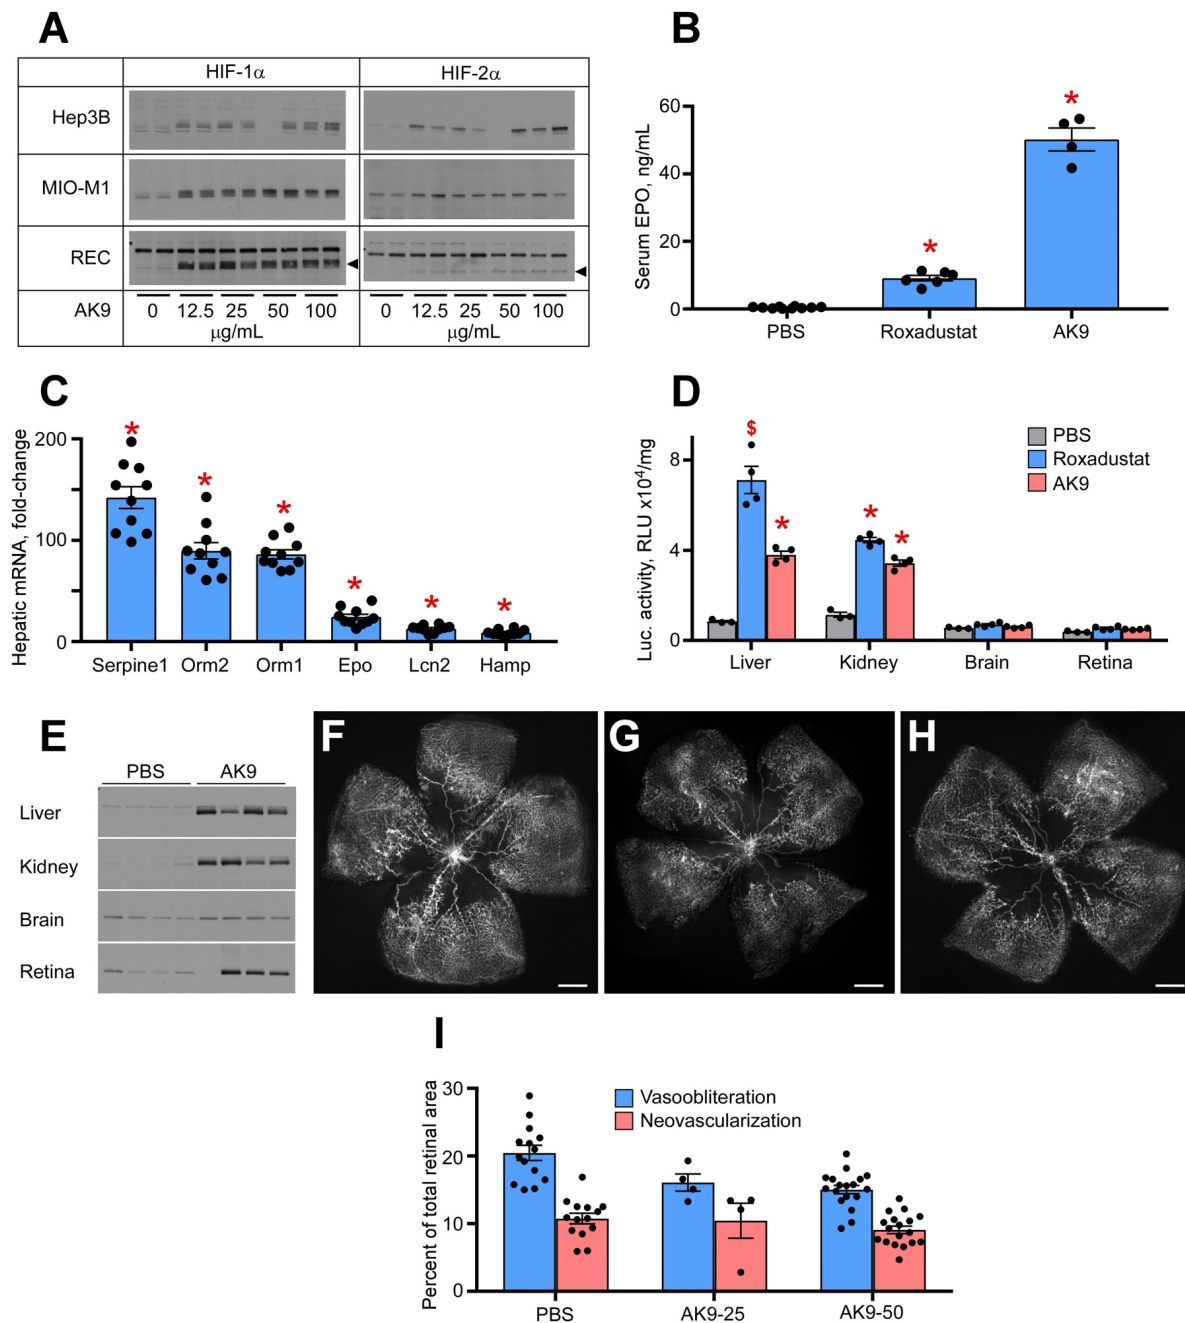 A
HIF-1α
HIF-2α
Hep3B
MIO-M1
REC
AK9
0 12.5 25 50 100
µg/mL
0 12.5 25 50 100
µg/mL
B
Serum EPO, ng/mL
60
40
20
0
*
*
PBS Roxadustat AK9
C
Hepatic mRNA, fold-change
200
100
0
* * * * * *
Serpine1 Orm2 Orm1 Epo Lcn2 Hamp
D
Luc. activity, RLU x10⁴/mg
8
4
0
$
* * *
PBS
Roxadustat
AK9
Liver Kidney Brain Retina
E
PBS AK9
Liver
Kidney
Brain
Retina
F
G
H
I
Percent of total retinal area
30
20
10
0
Vasoobliteration
Neovascularization
PBS AK9-25 AK9-50